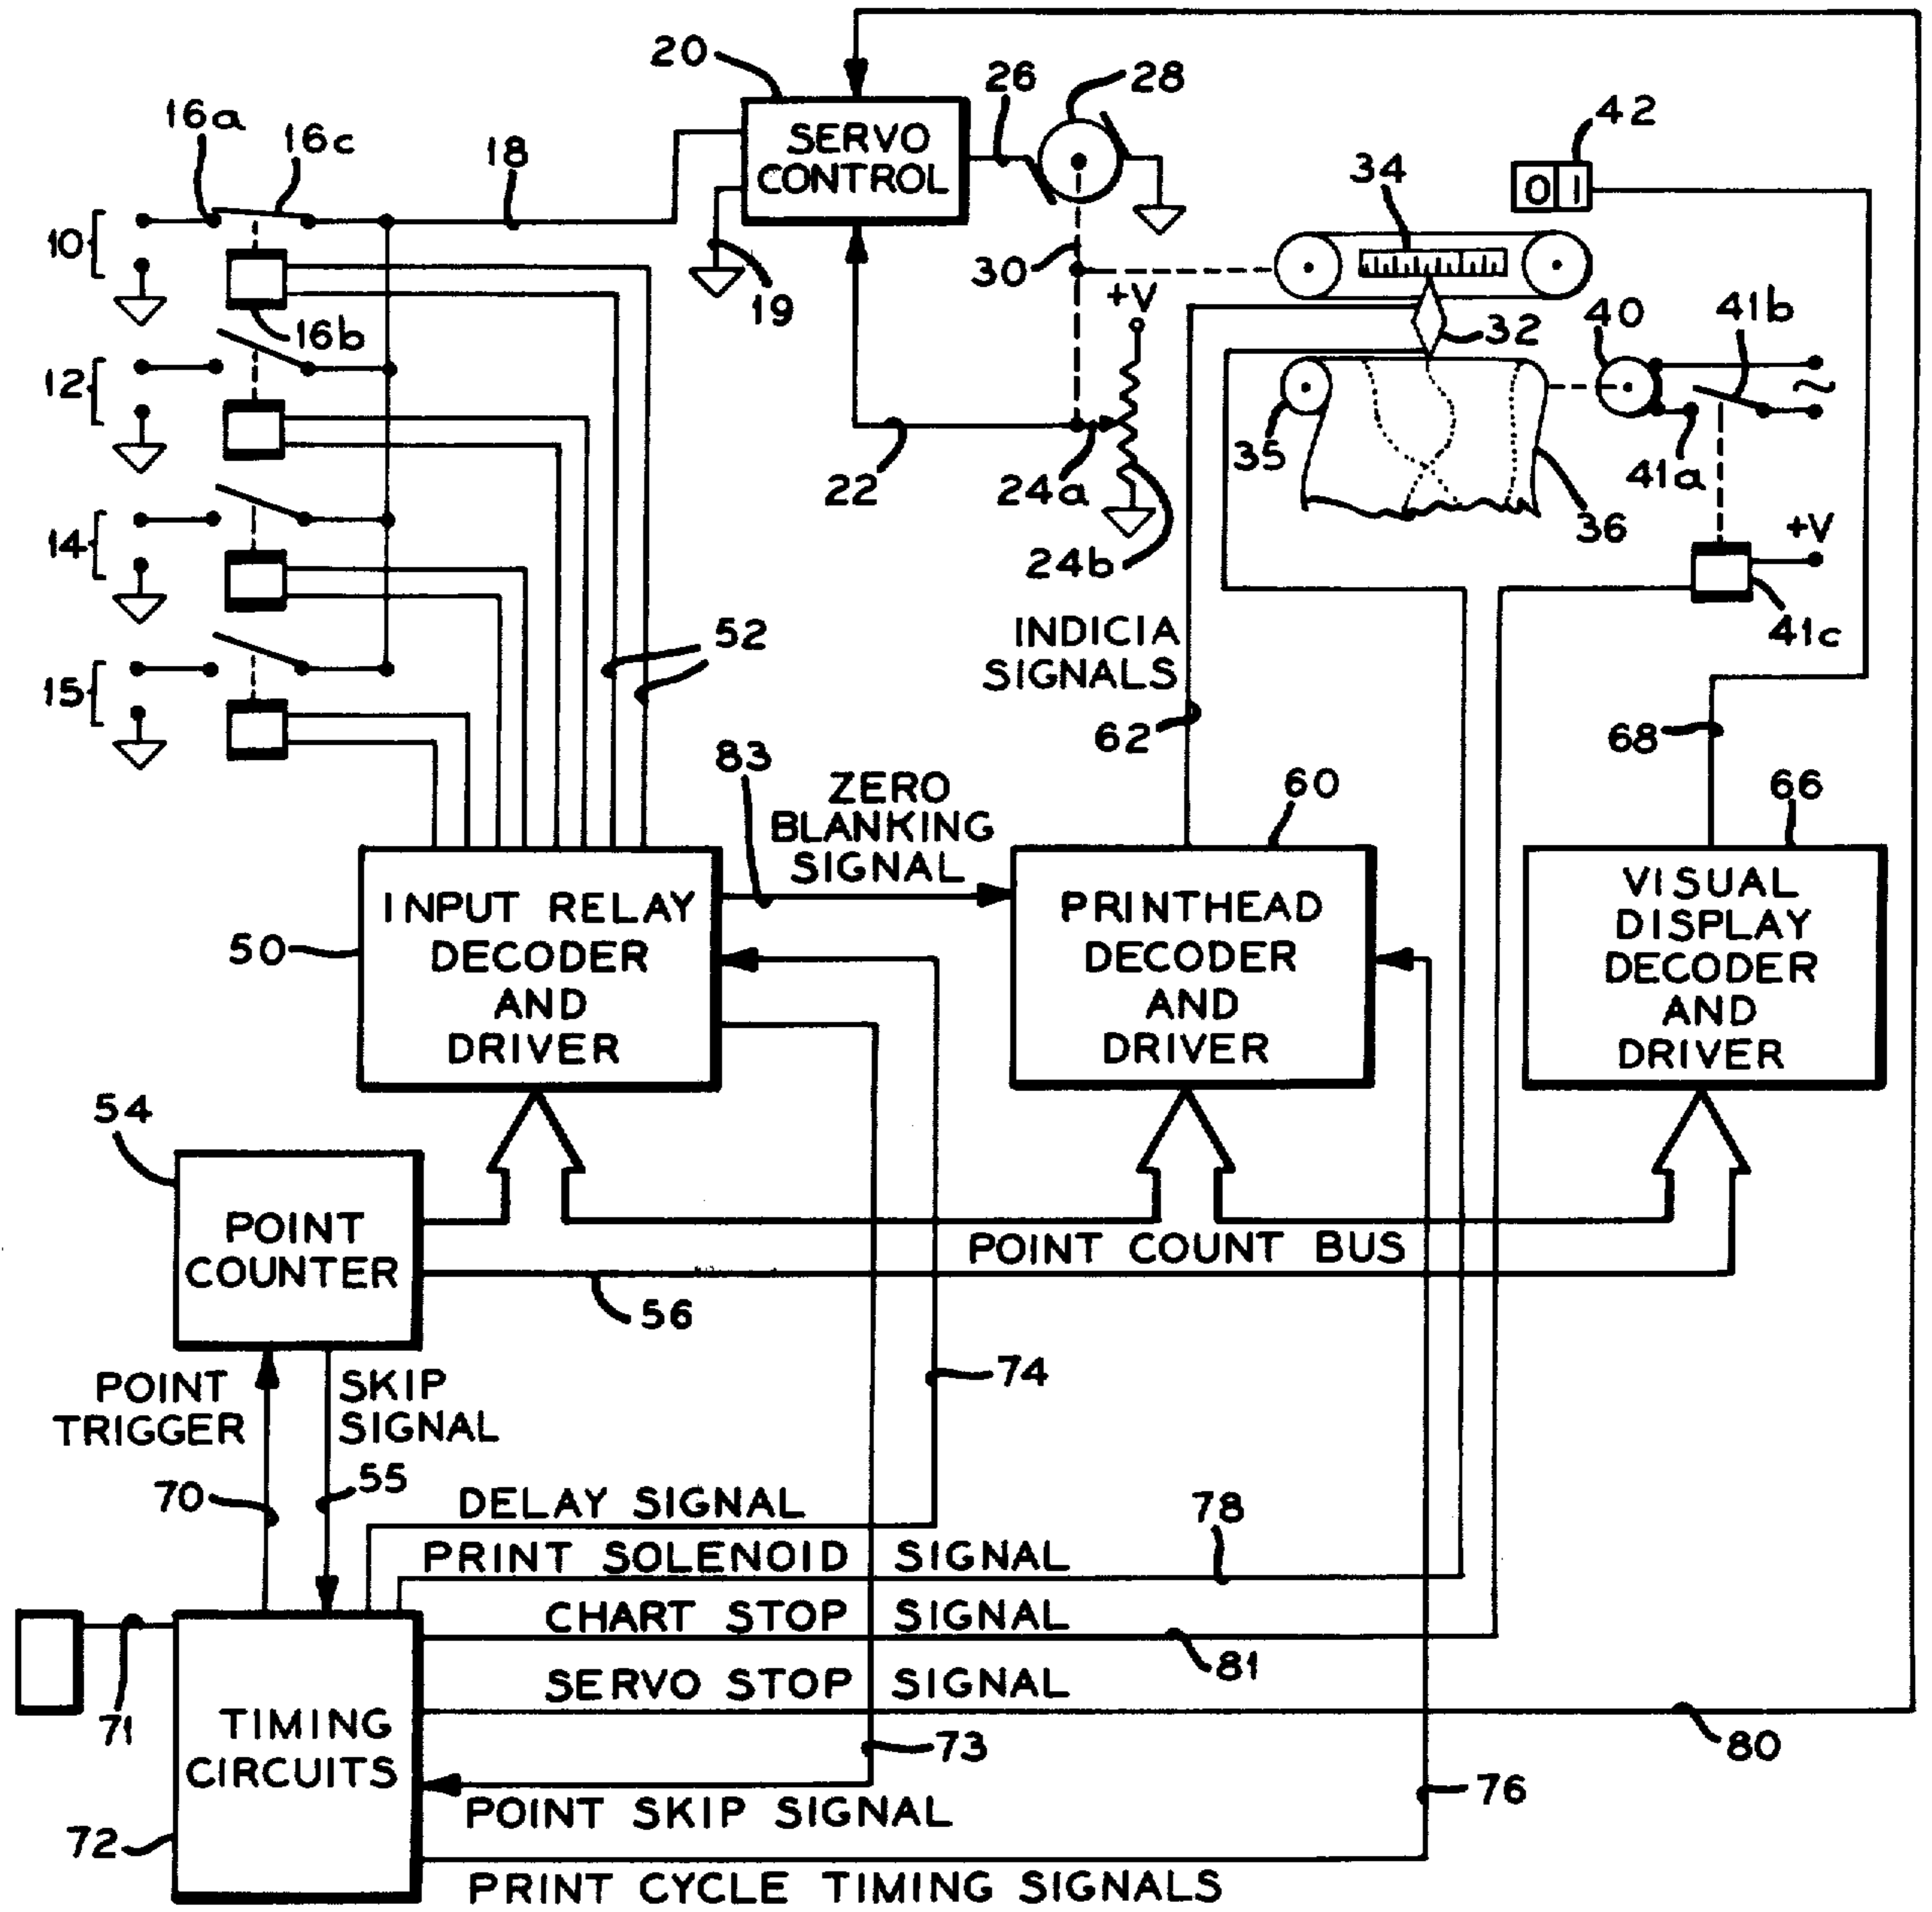 20
26
28
42
16a
16c
18
SERVO
CONTROL
34
01
10
30
+V
19
16b
32
40
41b
12
35
41a
22
24a
36
14
24b
+V
52
INDICIA
SIGNALS
41c
15
62
68
83
ZERO
BLANKING
SIGNAL
60
66
INPUT RELAY
DECODER
AND
DRIVER
50
PRINTHEAD
DECODER
AND
DRIVER
VISUAL
DISPLAY
DECODER
AND
DRIVER
54
POINT
COUNTER
POINT COUNT BUS
56
POINT
TRIGGER
SKIP
SIGNAL
74
70
55
DELAY SIGNAL
78
PRINT SOLENOID SIGNAL
CHART STOP SIGNAL
81
SERVO STOP SIGNAL
71
TIMING
CIRCUITS
73
80
76
POINT SKIP SIGNAL
72
PRINT CYCLE TIMING SIGNALS